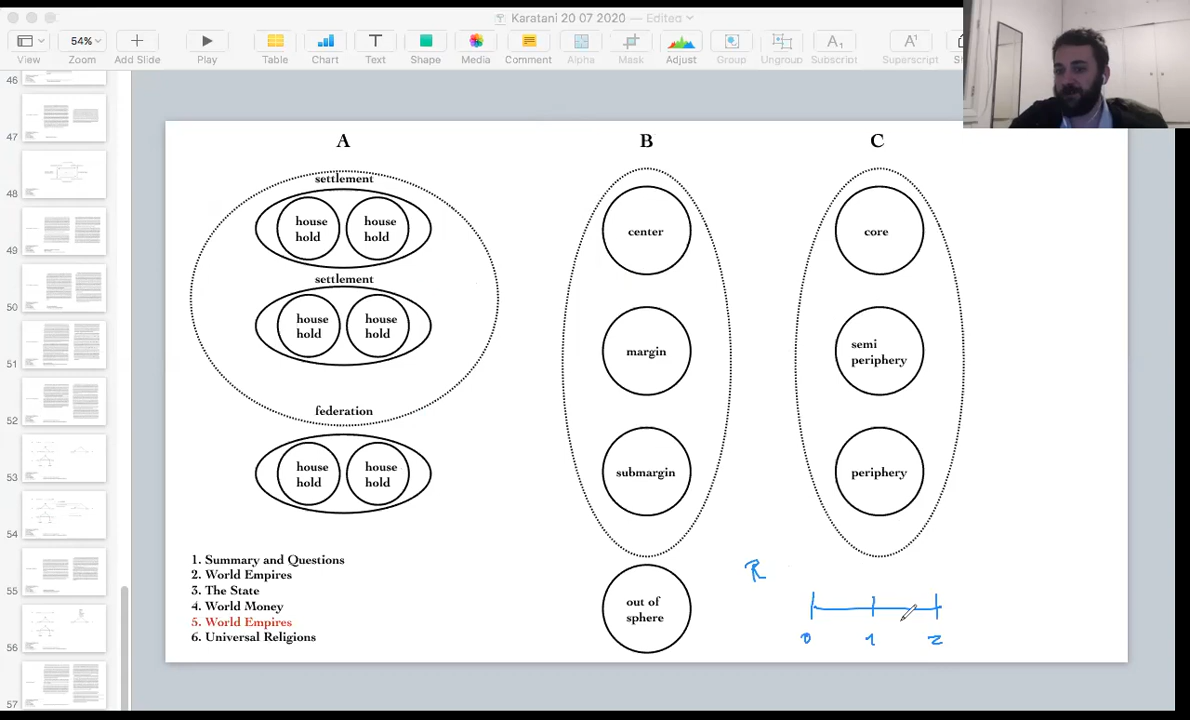 Karatani 20 07 2020 — Edited
54%
View
Zoom
Add Slide
Play
Table
Chart
Text
Shape
Media
Comment
Alpha
Mask
Adjust
Group
Ungroup
Subscript
Superscript
46
47
48
49
50
51
52
53
54
55
56
57
A
settlement
house hold
house hold
settlement
house hold
house hold
federation
house hold
house hold
B
center
margin
submargin
out of sphere
C
core
semi periphery
periphery
1. Summary and Questions
2. World Empires
3. The State
4. World Money
5. World Empires
6. Universal Religions
R
0 1 2